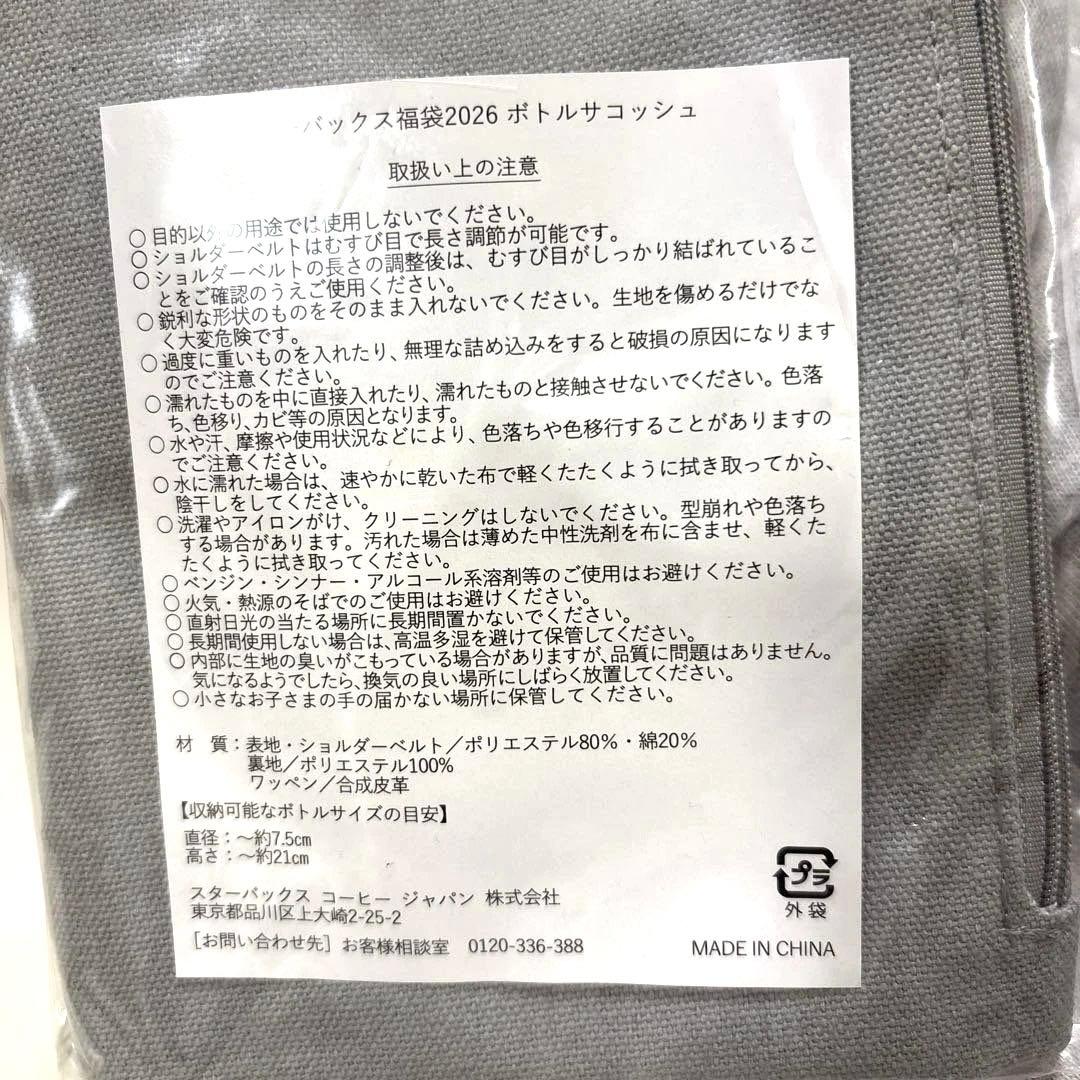 バックス福袋2026 ボトルサコッシュ
取扱い上の注意
○目的以外の用途では使用しないでください。
○ショルダーベルトはむすび目で長さ調節が可能です。
○ショルダーベルトの長さの調整後は、むすび目がしっかり結ばれているこ
とをご確認のうえご使用ください。
○鋭利な形状のものをそのまま入れないでください。生地を傷めるだけでな
く大変危険です。
○過度に重いものを入れたり、無理な詰め込みをすると破損の原因になります
のでご注意ください。
○濡れたものを中に直接入れたり、濡れたものと接触させないでください。色落
ち、色移り、カビ等の原因となります。
○水や汗、摩擦や使用状況などにより、色落ちや色移行することがありますの
でご注意ください。
○水に濡れた場合は、速やかに乾いた布で軽くたたくように拭き取ってから、
陰干しをしてください。
○洗濯やアイロンがけ、クリーニングはしないでください。型崩れや色落ち
する場合があります。汚れた場合は薄めた中性洗剤を布に含ませ、軽くた
たくように拭き取ってください。
○ベンジン・シンナー・アルコール系溶剤等のご使用はお避けください。
○火気・熱源のそばでのご使用はお避けください。
○直射日光の当たる場所に長期間置かないでください。
○長期間使用しない場合は、高温多湿を避けて保管してください。
○内部に生地の臭いがこもっている場合がありますが、品質に問題はありません。
気になるようでしたら、換気の良い場所にしばらく放置してください。
○小さなお子さまの手の届かない場所に保管してください。
材 質：表地・ショルダーベルト／ポリエステル80%・綿20%
裏地／ポリエステル100%
ワッペン／合成皮革
【収納可能なボトルサイズの目安】
直径：～約7.5cm
高さ：～約21cm
スターバックス コーヒー ジャパン 株式会社
東京都品川区上大崎2-25-2
［お問い合わせ先］お客様相談室 0120-336-388
プラ
外袋
MADE IN CHINA